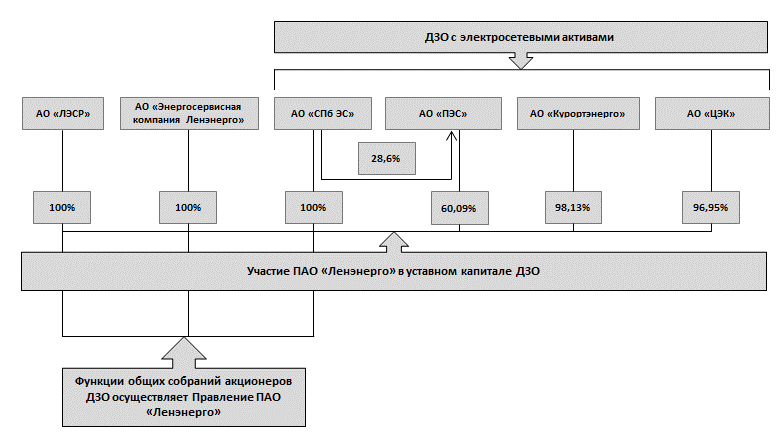 ДЗО с электросетевыми активами
АО «ЛЭСР»
АО «Энергосервисная
компания Ленэнерго»
АО «СПб ЭС»
АО «ПЭС»
АО «Курортэнерго»
АО «ЦЭК»
28,6%
100%
100%
100%
60,09%
98,13%
96,95%
Участие ПАО «Ленэнерго» в уставном капитале ДЗО
Функции общих собраний акционеров
ДЗО осуществляет Правление ПАО
«Ленэнерго»